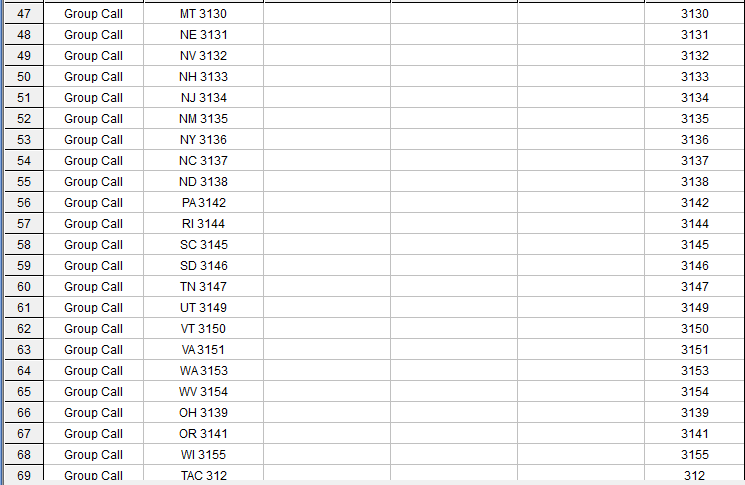 47 Group Call MT 3130 3130
48 Group Call NE 3131 3131
49 Group Call NV 3132 3132
50 Group Call NH 3133 3133
51 Group Call NJ 3134 3134
52 Group Call NM 3135 3135
53 Group Call NY 3136 3136
54 Group Call NC 3137 3137
55 Group Call ND 3138 3138
56 Group Call PA 3142 3142
57 Group Call RI 3144 3144
58 Group Call SC 3145 3145
59 Group Call SD 3146 3146
60 Group Call TN 3147 3147
61 Group Call UT 3149 3149
62 Group Call VT 3150 3150
63 Group Call VA 3151 3151
64 Group Call WA 3153 3153
65 Group Call WV 3154 3154
66 Group Call OH 3139 3139
67 Group Call OR 3141 3141
68 Group Call WI 3155 3155
69 Group Call TAC 312 312